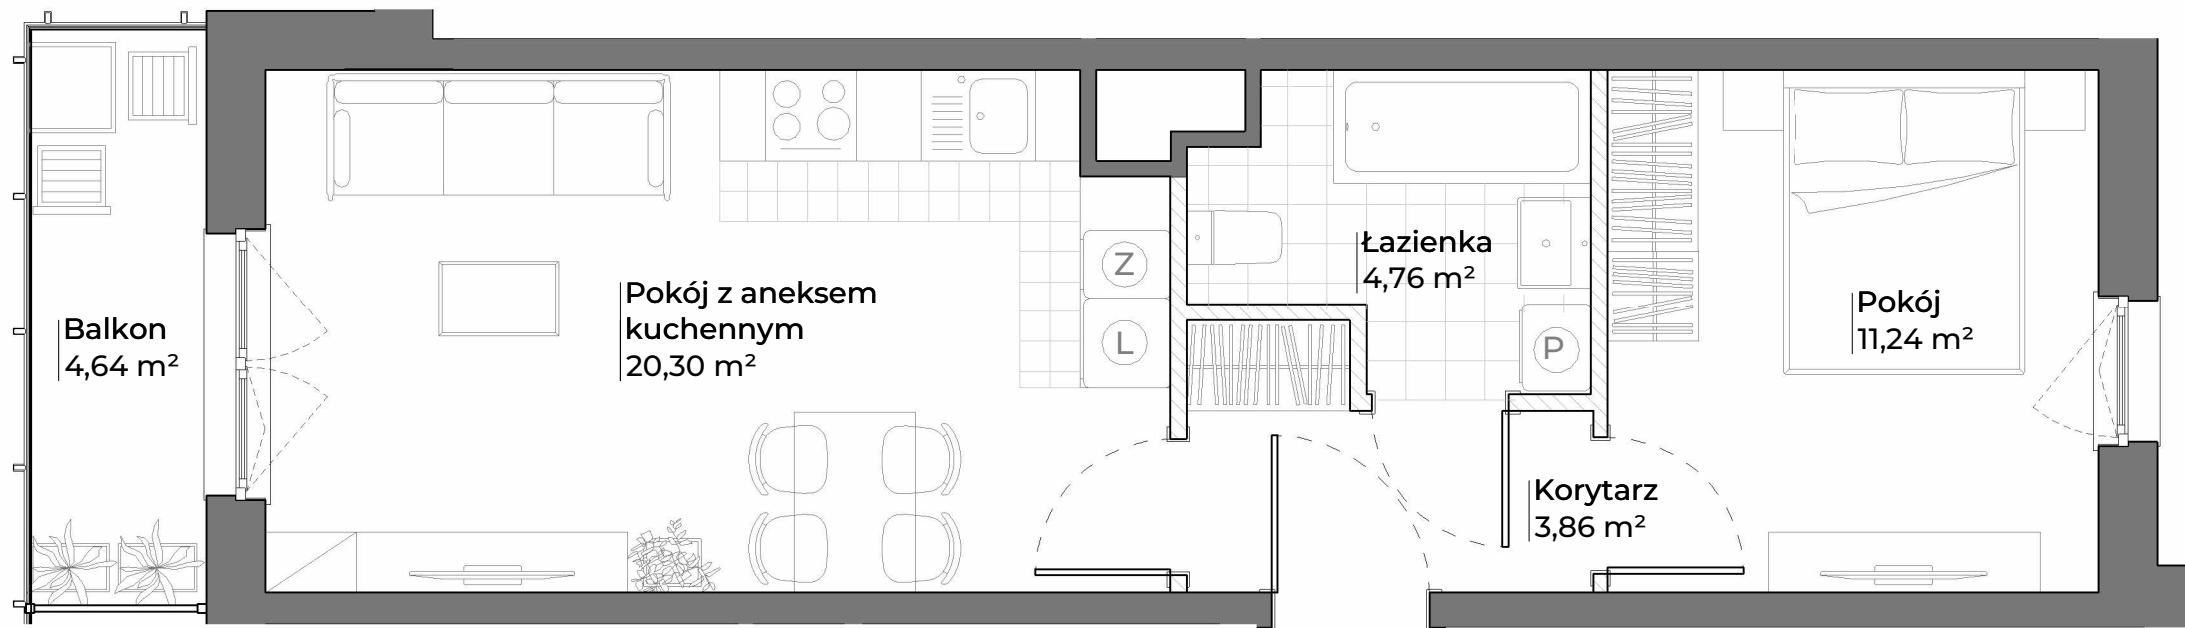 Balkon
4,64 m²
Pokój z aneksem
kuchennym
20,30 m²
Z
L
Łazienka
4,76 m²
P
Korytarz
3,86 m²
Pokój
11,24 m²